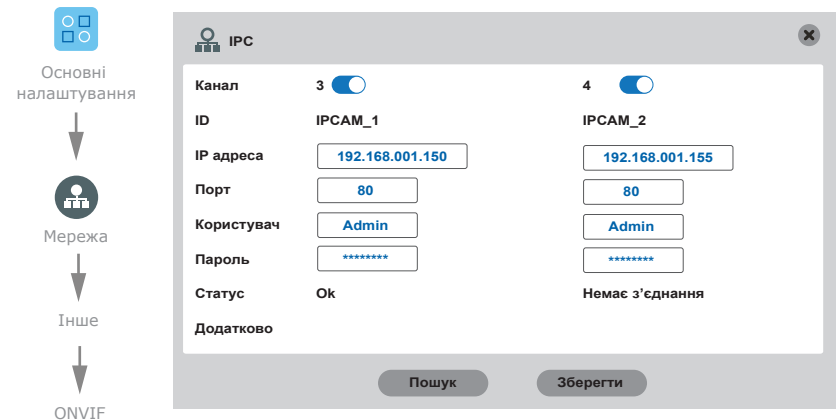 Основні
налаштування
Мережа
Інше
ONVIF
IPC
Канал 3 4
ID IPCAM_1 IPCAM_2
IP адреса 192.168.001.150 192.168.001.155
Порт 80 80
Користувач Admin Admin
Пароль ******** ********
Статус Ok Немає з’єднання
Додатково
Пошук Зберегти